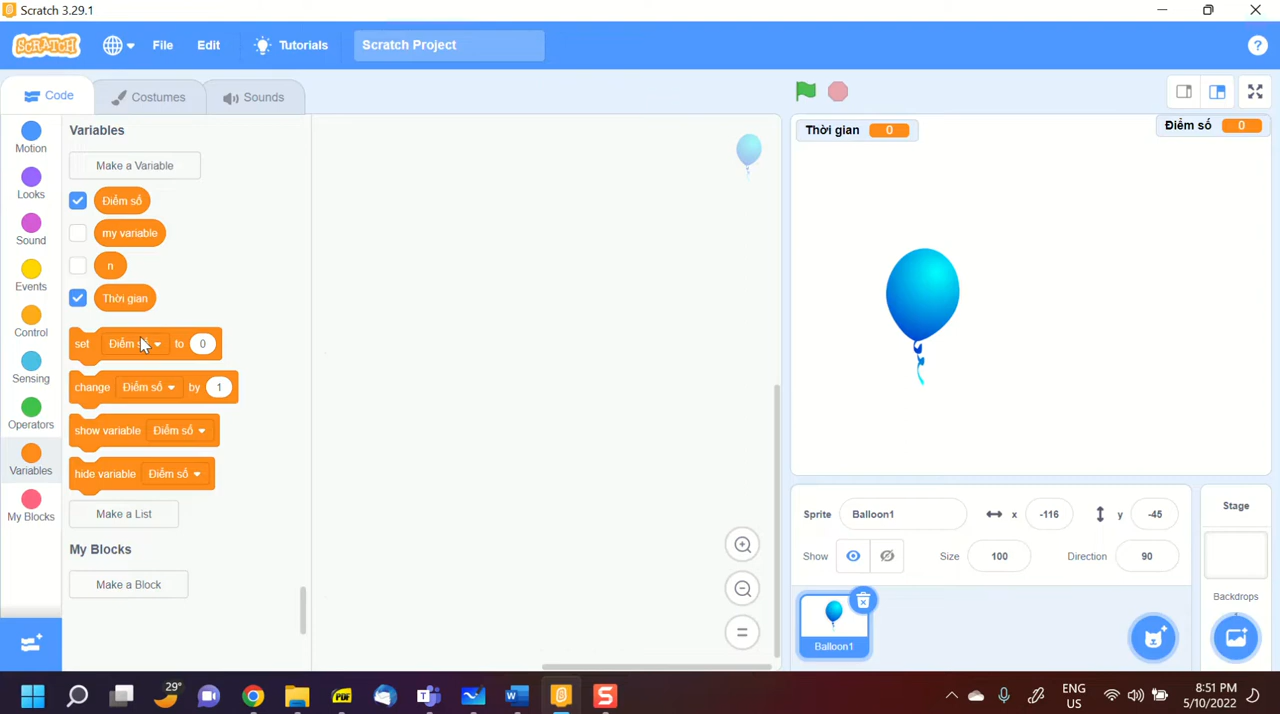 Scratch 3.29.1
SCRATCH
File
Edit
Tutorials
Scratch Project
?
Code
Costumes
Sounds
Motion
Looks
Sound
Events
Control
Sensing
Operators
Variables
My Blocks
Variables
Make a Variable
Điểm số
my variable
n
Thời gian
set Điểm số to 0
change Điểm số by 1
show variable Điểm số
hide variable Điểm số
Make a List
My Blocks
Make a Block
Thời gian 0
Điểm số 0
Sprite Balloon1 x -116 y -45
Show Size 100 Direction 90
Balloon1
Stage
Backdrops
29°
PDF
W
S
ENG
US
8:51 PM
5/10/2022